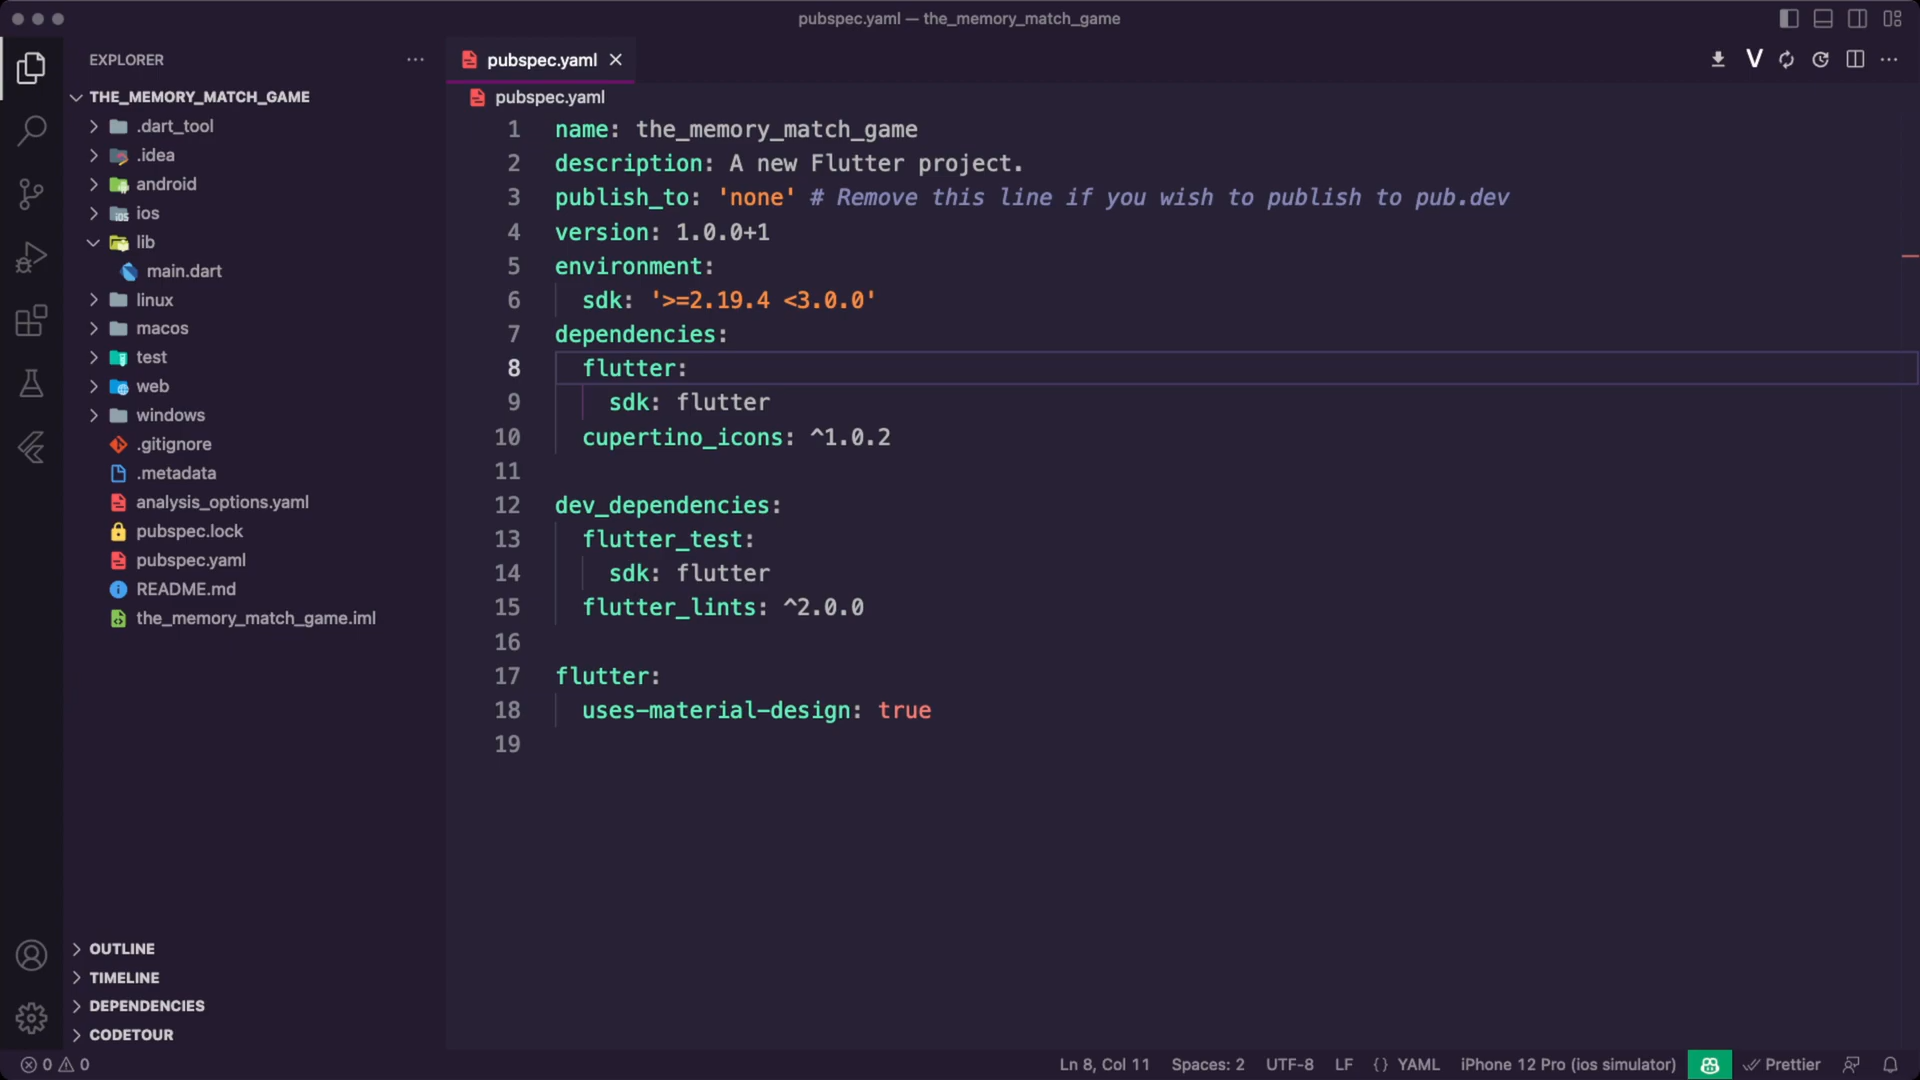 pubspec.yaml — the_memory_match_game
EXPLORER
THE_MEMORY_MATCH_GAME
.dart_tool
.idea
android
ios
lib
main.dart
linux
macos
test
web
windows
.gitignore
.metadata
analysis_options.yaml
pubspec.lock
pubspec.yaml
README.md
the_memory_match_game.iml
OUTLINE
TIMELINE
DEPENDENCIES
CODETOUR
pubspec.yaml
pubspec.yaml
1 name: the_memory_match_game
2 description: A new Flutter project.
3 publish_to: 'none' # Remove this line if you wish to publish to pub.dev
4 version: 1.0.0+1
5 environment:
6 sdk: '>=2.19.4 <3.0.0'
7 dependencies:
8 flutter:
9 sdk: flutter
10 cupertino_icons: ^1.0.2
11
12 dev_dependencies:
13 flutter_test:
14 sdk: flutter
15 flutter_lints: ^2.0.0
16
17 flutter:
18 uses-material-design: true
19
0 0 Ln 8, Col 11 Spaces: 2 UTF-8 LF {} YAML iPhone 12 Pro (ios simulator) Prettier